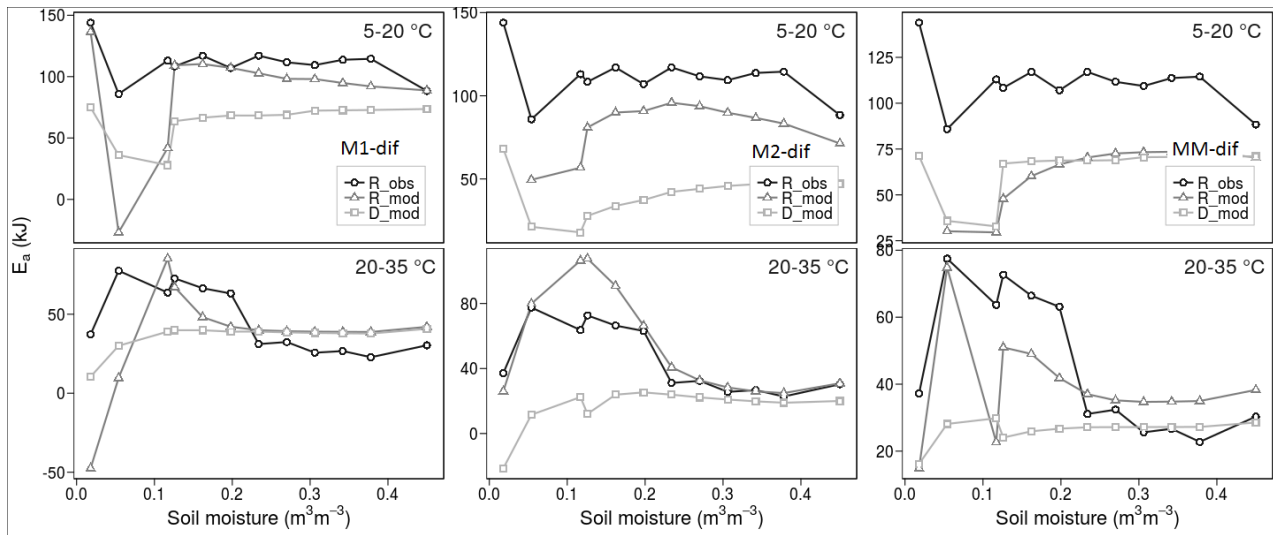 150
100
50
0
5-20 °C
M1-dif
R_obs
R_mod
D_mod
150
100
50
5-20 °C
M2-dif
R_obs
R_mod
D_mod
125
100
75
50
25
5-20 °C
MM-dif
R_obs
R_mod
D_mod
Eₐ (kJ)
50
0
-50
20-35 °C
0.0 0.1 0.2 0.3 0.4
Soil moisture (m³m⁻³)
80
40
0
20-35 °C
0.0 0.1 0.2 0.3 0.4
Soil moisture (m³m⁻³)
80
60
40
20
20-35 °C
0.0 0.1 0.2 0.3 0.4
Soil moisture (m³m⁻³)